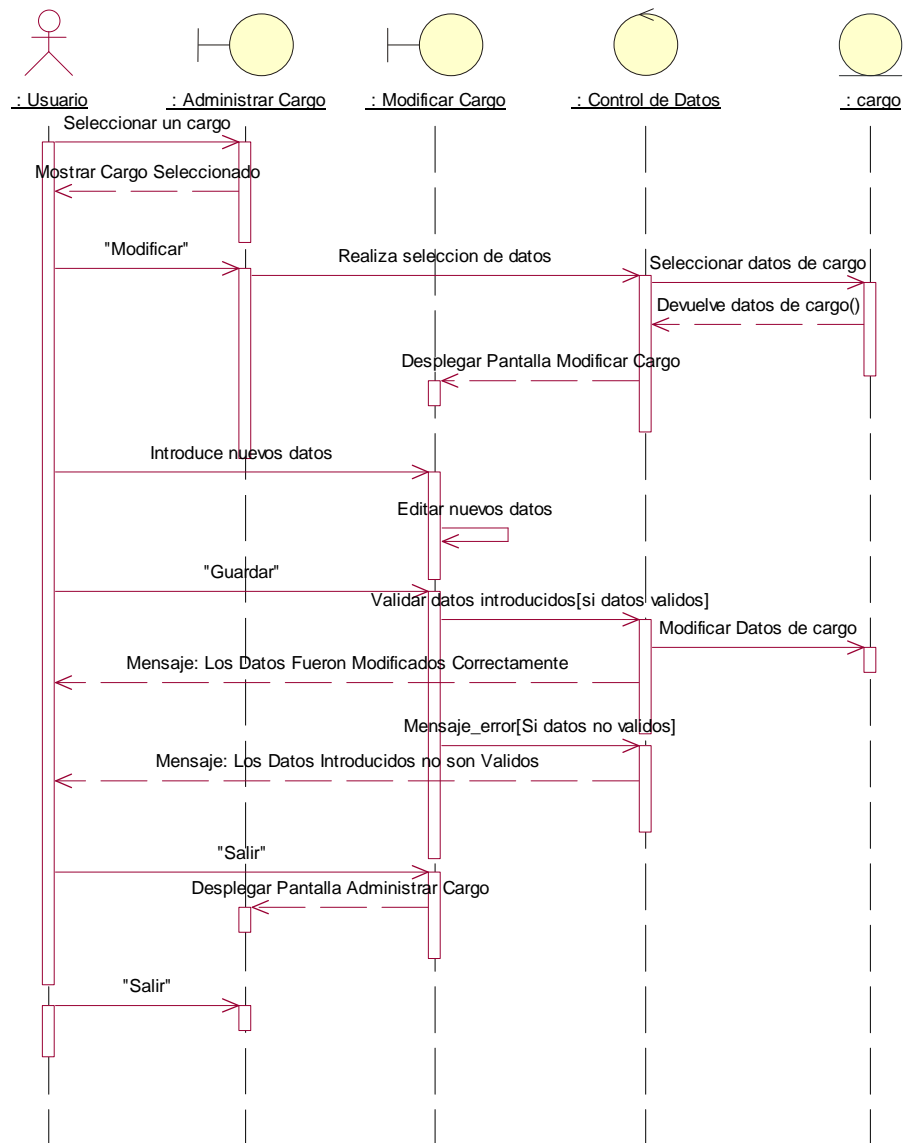 : Usuario
: Administrar Cargo
: Modificar Cargo
: Control de Datos
: cargo
Seleccionar un cargo
Mostrar Cargo Seleccionado
"Modificar"
Realiza seleccion de datos
Seleccionar datos de cargo
Devuelve datos de cargo()
Desplegar Pantalla Modificar Cargo
Introduce nuevos datos
Editar nuevos datos
"Guardar"
Validar datos introducidos[si datos validos]
Modificar Datos de cargo
Mensaje: Los Datos Fueron Modificados Correctamente
Mensaje_error[Si datos no validos]
Mensaje: Los Datos Introducidos no son Validos
"Salir"
Desplegar Pantalla Administrar Cargo
"Salir"